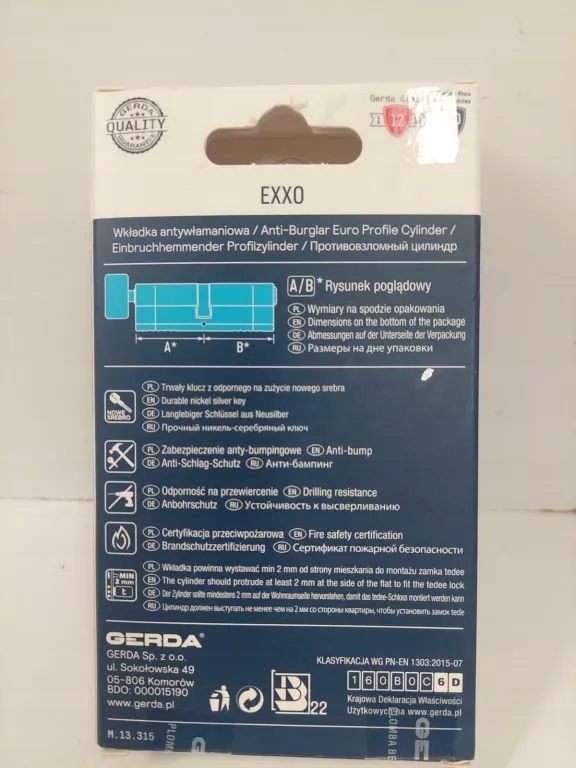 GERDA
QUALITY
GUARANTEE
Gerda
12
EXXO
Wkładka antywłamaniowa / Anti-Burglar Euro Profile Cylinder /
Einbruchhemmender Profilzylinder / Противовзломный цилиндр
A* B*
A/B* Rysunek poglądowy
PL Wymiary na spodzie opakowania
EN Dimensions on the bottom of the package
DE Abmessungen auf der Unterseite der Verpackung
RU Размеры на дне упаковки
NOWE
SREBRO
PL Trwały klucz z odpornego na zużycie nowego srebra
EN Durable nickel silver key
DE Langlebiger Schlüssel aus Neusilber
RU Прочный никель-серебряный ключ
PL Zabezpieczenie anty-bumpingowe EN Anti-bump
DE Anti-Schlag-Schutz RU Анти-бампинг
PL Odporność na przewiercenie EN Drilling resistance
DE Anbohrschutz RU Устойчивость к высверливанию
PL Certyfikacja przeciwpożarowa EN Fire safety certification
DE Brandschutzzertifizierung RU Сертификат пожарной безопасности
MIN
2 mm
t
PL Wkładka powinna wystawać min 2 mm od strony mieszkania do montażu zamka tedee
EN The cylinder should protrude at least 2 mm at the side of the flat to fit the tedee lock
DE Der Zylinder sollte mindestens 2 mm auf der Wohnraumseite hervorstehen, damit das tedee-Schloss montiert werden kann
RU Цилиндр должен выступать не менее чем на 2 мм со стороны квартиры, чтобы установить замок tedee
GERDA®
GERDA Sp. z o.o.
ul. Sokołowska 49
05-806 Komorów
BDO: 000015190
www.gerda.pl
B 22
KLASYFIKACJA WG PN-EN 1303:2015-07
1 6 0 B 0 C 6 D
Krajowa Deklaracja Właściwości
Użytkowych na www.gerda.pl
M.13.315
GE
PLOMB
GE
PLOMBA BE